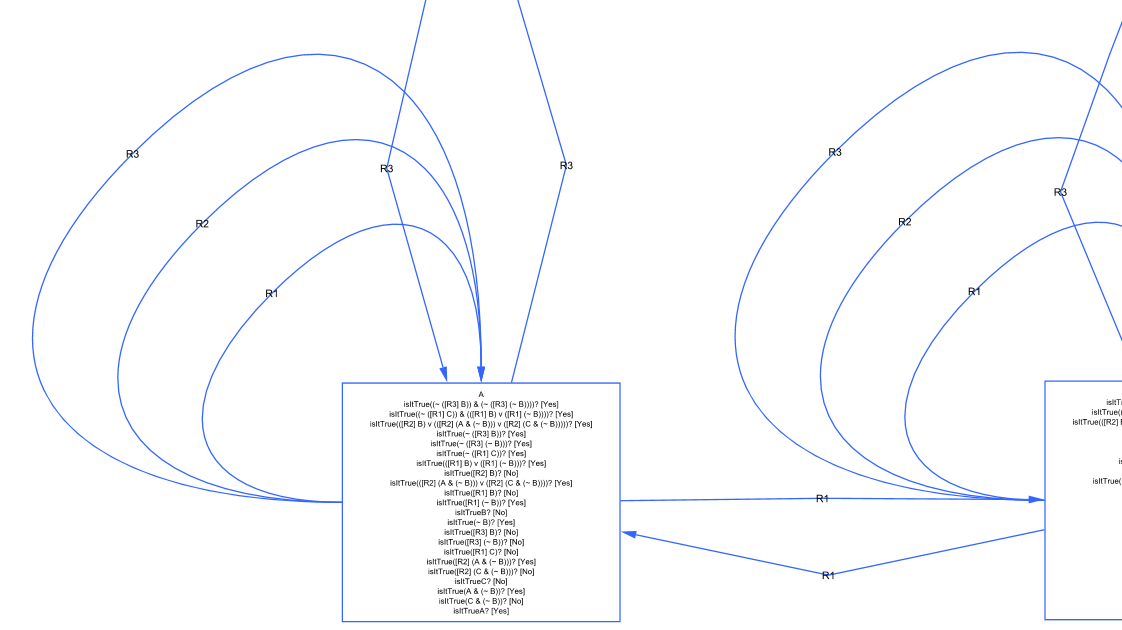 R3
R3
R3
R3
R3
R2
R2
R1
R1
A
isItTrue((~ ([R3] B)) & (~ ([R3] (~ B))))? [Yes]
isItTrue((~ ([R1] C)) & (([R1] B) v ([R1] (~ B))))? [Yes]
isItTrue(([R2] B) v (([R2] (A & (~ B))) v ([R2] (C & (~ B)))))? [Yes]
isItTrue(~ ([R3] B))? [Yes]
isItTrue(~ ([R3] (~ B)))? [Yes]
isItTrue(~ ([R1] C))? [Yes]
isItTrue(([R1] B) v ([R1] (~ B)))? [Yes]
isItTrue([R2] B)? [No]
isItTrue(([R2] (A & (~ B))) v ([R2] (C & (~ B))))? [Yes]
isItTrue([R1] B)? [No]
isItTrue([R1] (~ B))? [Yes]
isItTrueB? [No]
isItTrue(~ B)? [Yes]
isItTrue([R3] B)? [No]
isItTrue([R3] (~ B))? [No]
isItTrue([R1] C)? [No]
isItTrue([R2] (A & (~ B)))? [Yes]
isItTrue([R2] (C & (~ B)))? [No]
isItTrueC? [No]
isItTrue(A & (~ B))? [Yes]
isItTrue(C & (~ B))? [No]
isItTrueA? [Yes]
R1
R1
isItTrue((
isItTrue(([R2]
isItTrue(